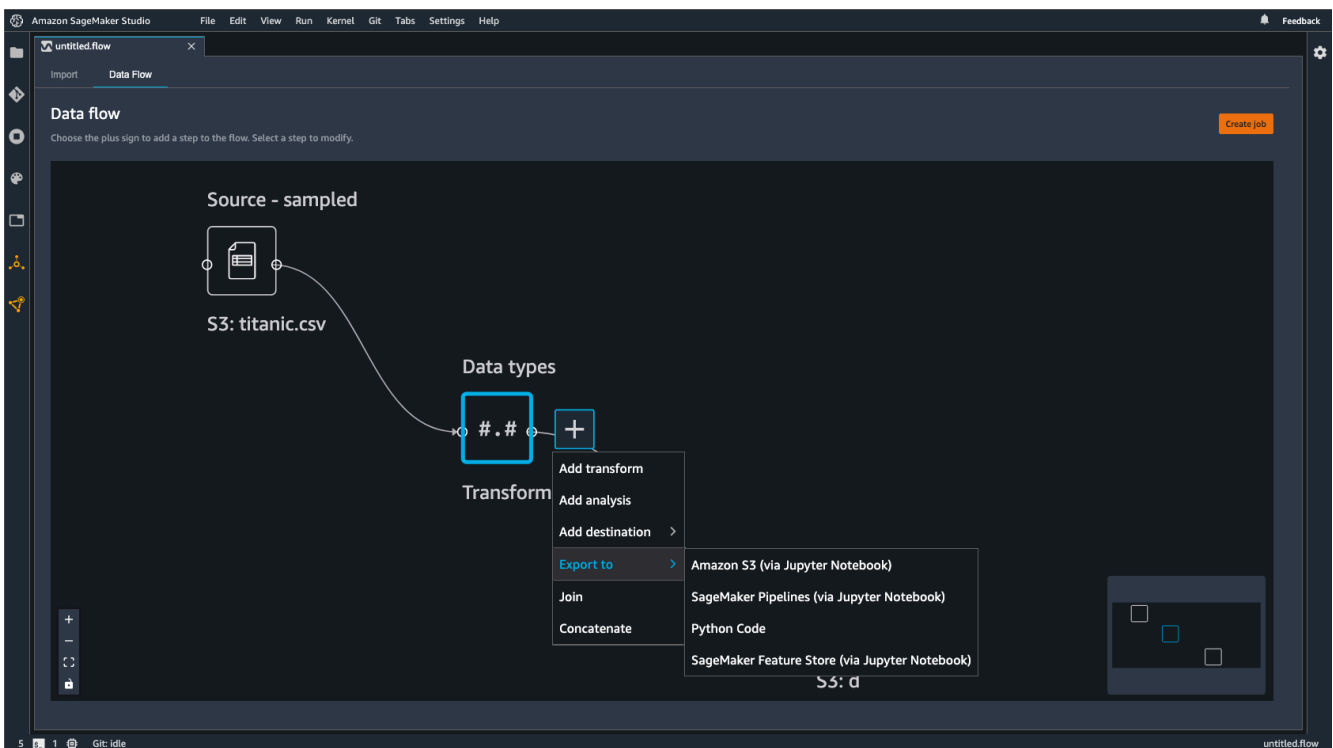 Amazon SageMaker Studio File Edit View Run Kernel Git Tabs Settings Help Feedback
untitled.flow
Import Data Flow
Data flow
Create job
Choose the plus sign to add a step to the flow. Select a step to modify.
Source - sampled
S3: titanic.csv
Data types
#.#
Transform
Add transform
Add analysis
Add destination
Export to
Join
Concatenate
Amazon S3 (via Jupyter Notebook)
SageMaker Pipelines (via Jupyter Notebook)
Python Code
SageMaker Feature Store (via Jupyter Notebook)
S3: d
5 1 Git: idle untitled.flow